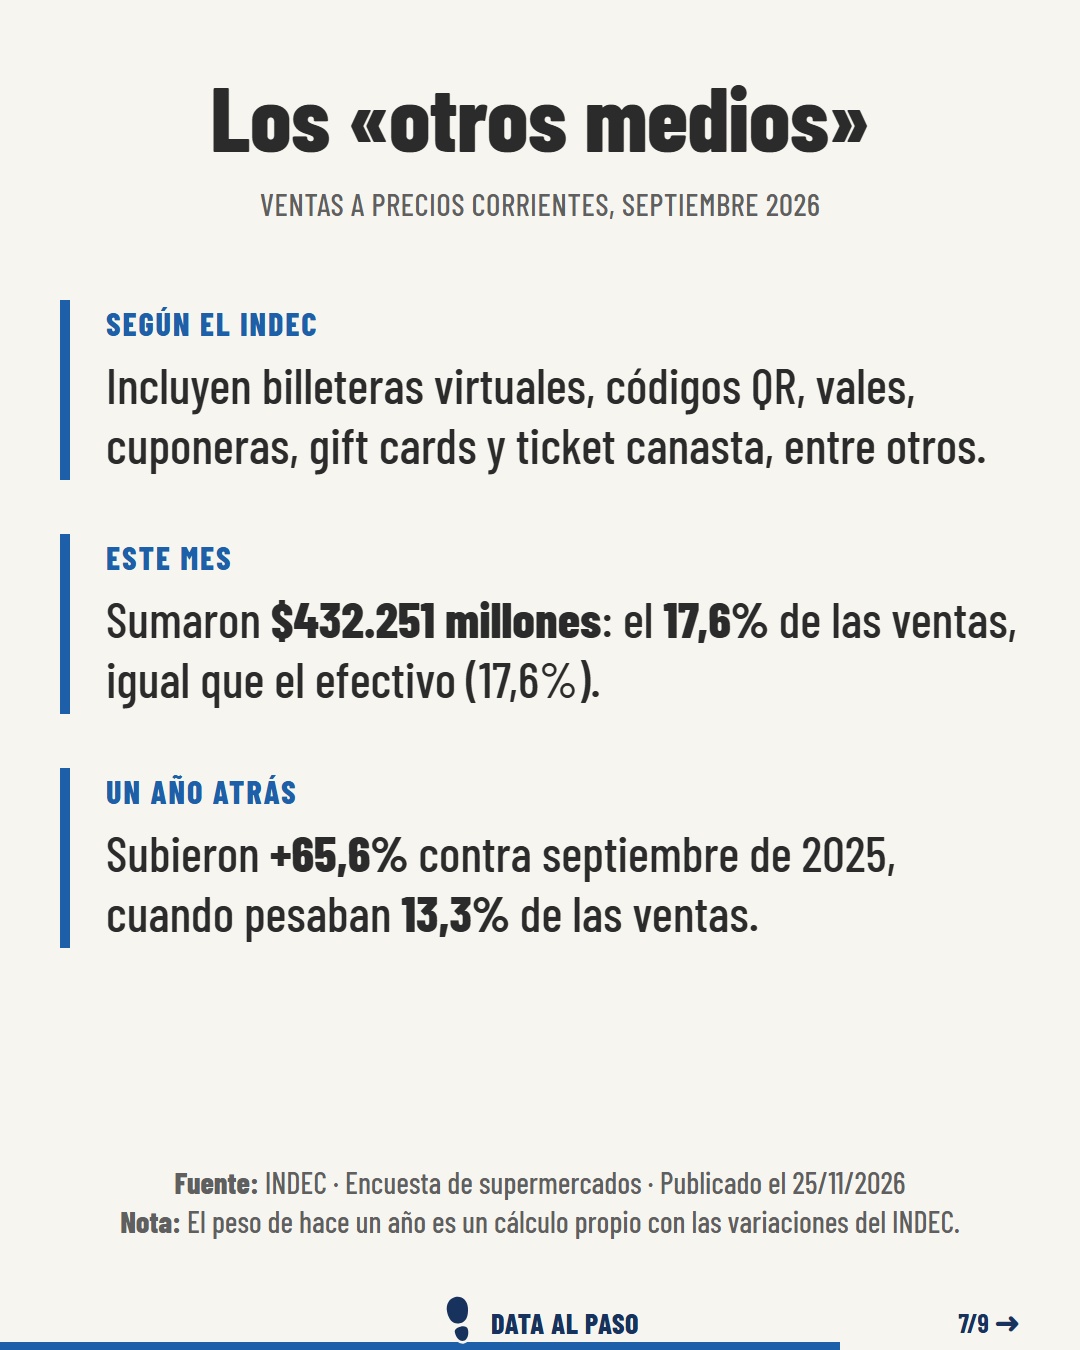 Los «otros medios»
VENTAS A PRECIOS CORRIENTES, SEPTIEMBRE 2026
SEGÚN EL INDEC
Incluyen billeteras virtuales, códigos QR, vales,
cuponeras, gift cards y ticket canasta, entre otros.
ESTE MES
Sumaron $432.251 millones: el 17,6% de las ventas,
igual que el efectivo (17,6%).
UN AÑO ATRÁS
Subieron +65,6% contra septiembre de 2025,
cuando pesaban 13,3% de las ventas.
Fuente: INDEC · Encuesta de supermercados · Publicado el 25/11/2026
Nota: El peso de hace un año es un cálculo propio con las variaciones del INDEC.
DATA AL PASO
7/9 →